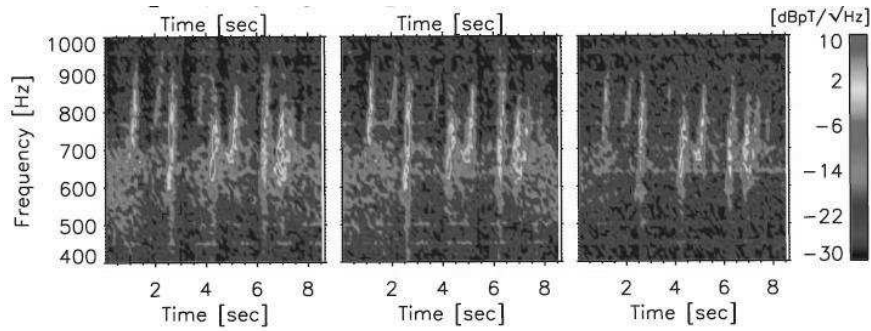 Time [sec] Time [sec] [dBpT/√Hz]
1000 10
900 2
800 -6
700
600 -14
500 -22
400 -30
Frequency [Hz]
2 4 6 8 2 4 6 8 2 4 6 8
Time [sec] Time [sec] Time [sec]